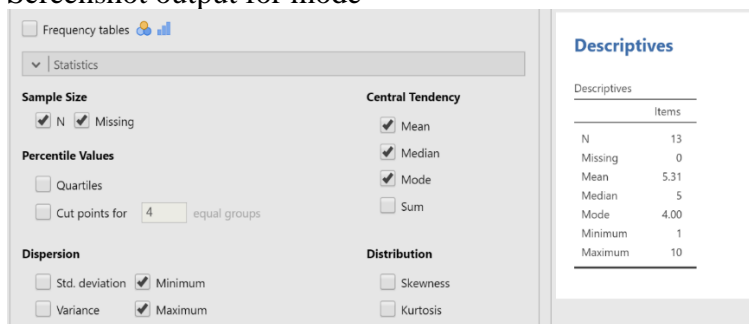 Screenshot output for mode
Frequency tables
Statistics
Sample Size
N Missing
Percentile Values
Quartiles
Cut points for 4 equal groups
Dispersion
Std. deviation Minimum
Variance Maximum
Central Tendency
Mean
Median
Mode
Sum
Distribution
Skewness
Kurtosis
Descriptives
Descriptives
Items
N 13
Missing 0
Mean 5.31
Median 5
Mode 4.00
Minimum 1
Maximum 10